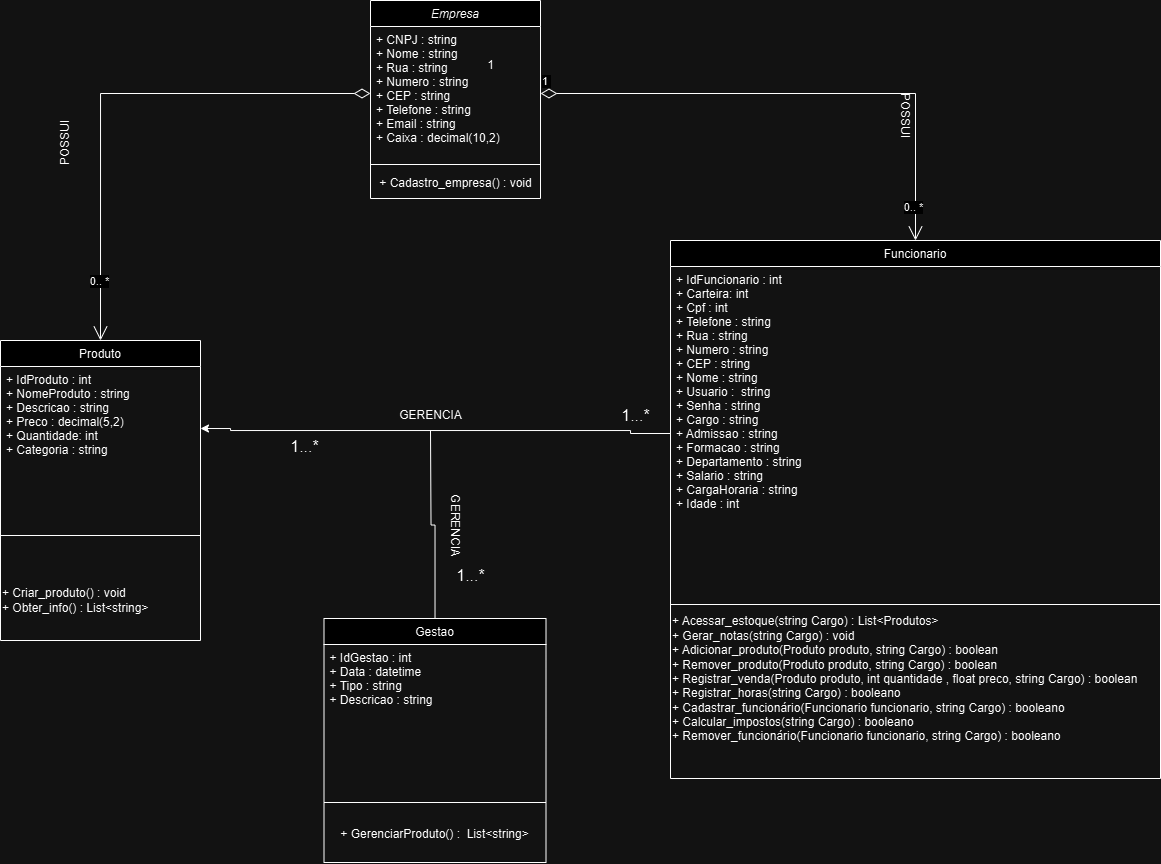 Empresa
+ CNPJ : string
+ Nome : string
+ Rua : string
1
+ Numero : string
1
+ CEP : string
+ Telefone : string
+ Email : string
+ Caixa : decimal(10,2)
+ Cadastro_empresa() : void
POSSUI
POSSUI
0.. *
0.. *
Funcionario
+ IdFuncionario : int
+ Carteira: int
+ Cpf : int
+ Telefone : string
+ Rua : string
+ Numero : string
+ CEP : string
+ Nome : string
+ Usuario :  string
+ Senha : string
+ Cargo : string
+ Admissao : string
+ Formacao : string
+ Departamento : string
+ Salario : string
+ CargaHoraria : string
+ Idade : int
+ Acessar_estoque(string Cargo) : List<Produtos>
+ Gerar_notas(string Cargo) : void
+ Adicionar_produto(Produto produto, string Cargo) : boolean
+ Remover_produto(Produto produto, string Cargo) : boolean
+ Registrar_venda(Produto produto, int quantidade , float preco, string Cargo) : boolean
+ Registrar_horas(string Cargo) : booleano
+ Cadastrar_funcionário(Funcionario funcionario, string Cargo) : booleano
+ Calcular_impostos(string Cargo) : booleano
+ Remover_funcionário(Funcionario funcionario, string Cargo) : booleano
Produto
+ IdProduto : int
+ NomeProduto : string
+ Descricao : string
+ Preco : decimal(5,2)
+ Quantidade: int
+ Categoria : string
+ Criar_produto() : void
+ Obter_info() : List<string>
GERENCIA
1...*
1...*
GERENCIA
1...*
Gestao
+ IdGestao : int
+ Data : datetime
+ Tipo : string
+ Descricao : string
+ GerenciarProduto() :  List<string>